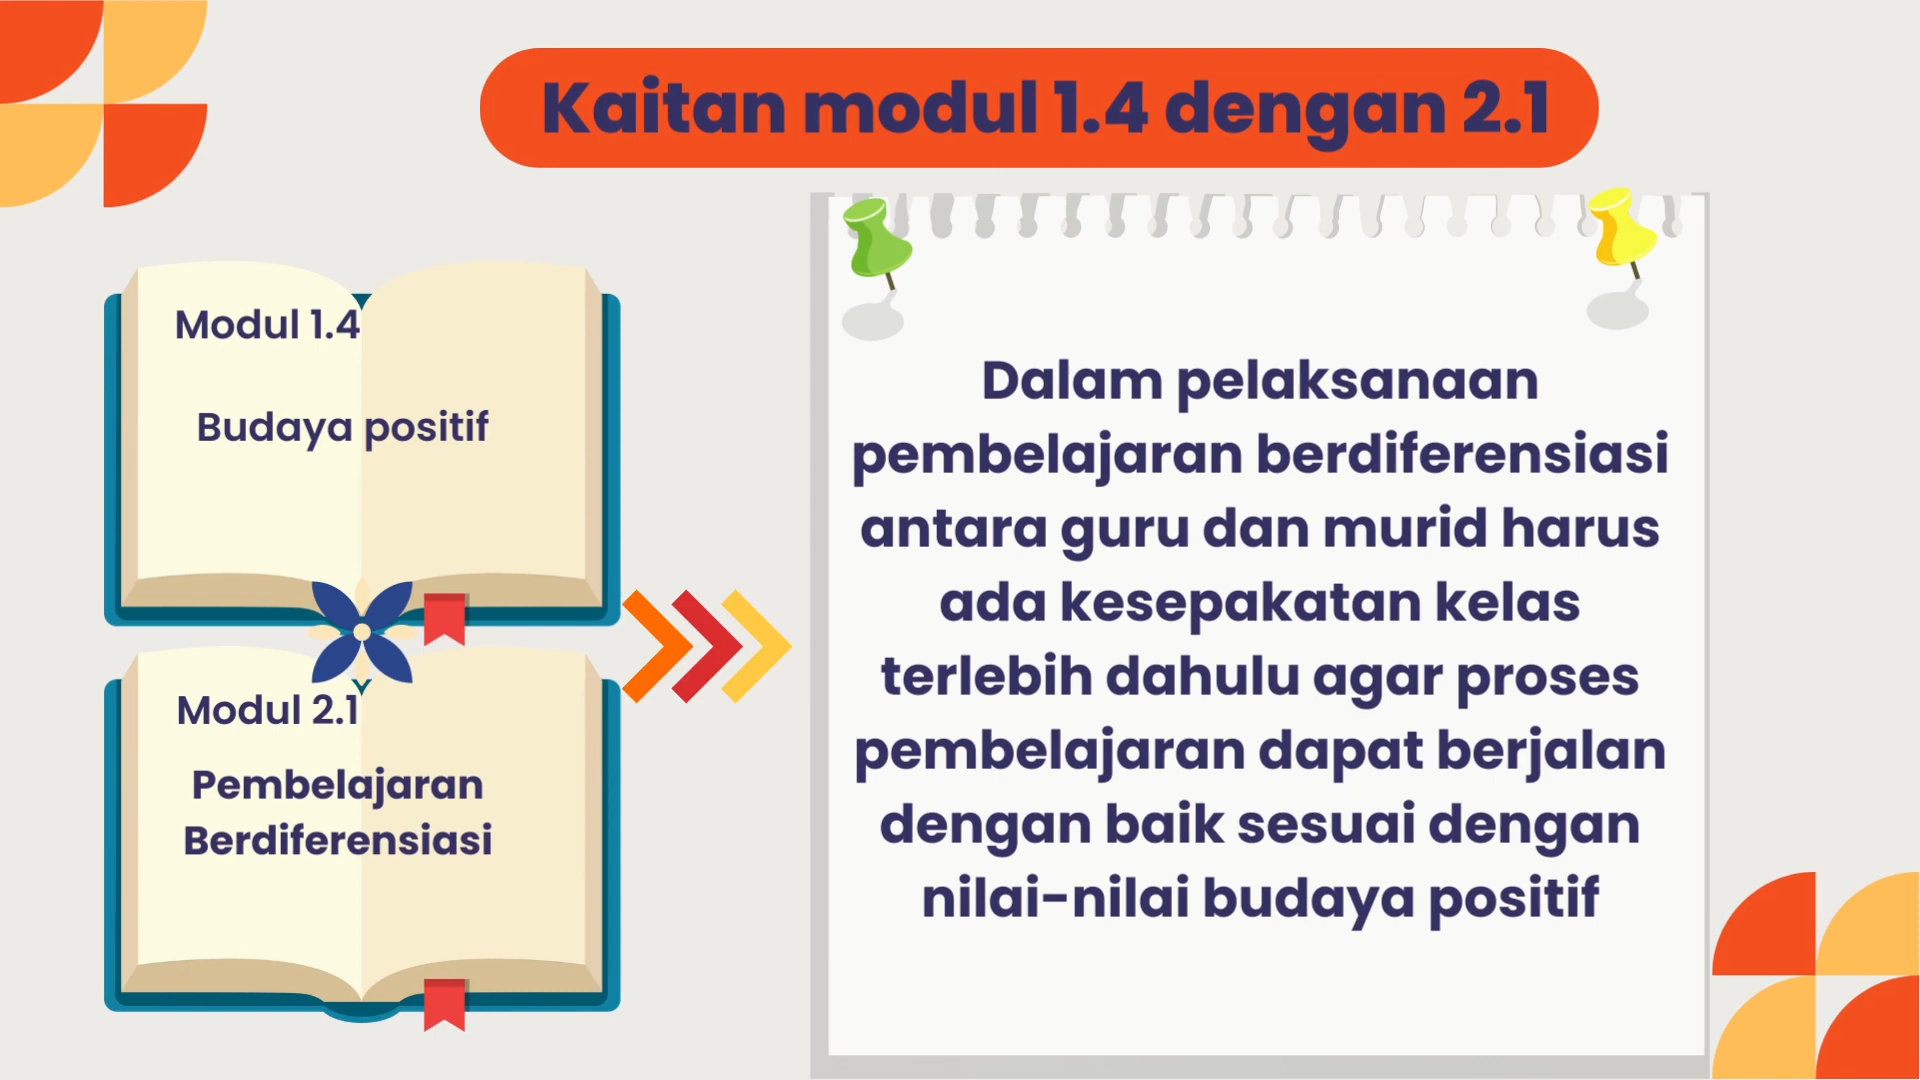 Kaitan modul 1.4 dengan 2.1
Modul 1.4
Budaya positif
Modul 2.1
Pembelajaran
Berdiferensiasi
Dalam pelaksanaan
pembelajaran berdiferensiasi
antara guru dan murid harus
ada kesepakatan kelas
terlebih dahulu agar proses
pembelajaran dapat berjalan
dengan baik sesuai dengan
nilai-nilai budaya positif